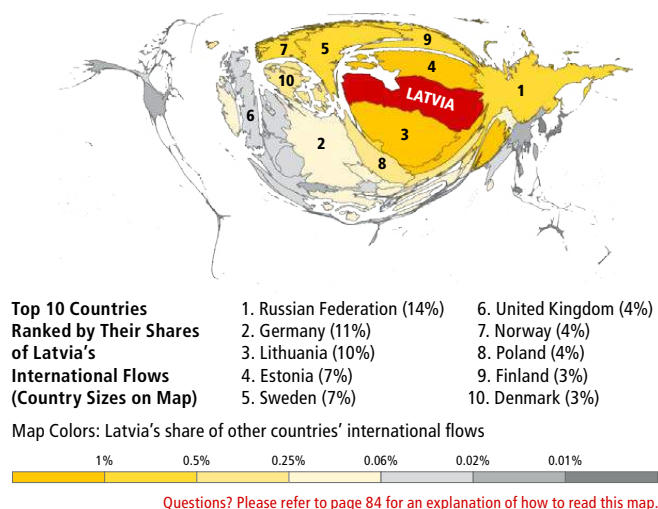 7
5
9
4
10
1
LATVIA
6
3
2
8
Top 10 Countries
Ranked by Their Shares
of Latvia's
International Flows
(Country Sizes on Map)
1. Russian Federation (14%)
2. Germany (11%)
3. Lithuania (10%)
4. Estonia (7%)
5. Sweden (7%)
6. United Kingdom (4%)
7. Norway (4%)
8. Poland (4%)
9. Finland (3%)
10. Denmark (3%)
Map Colors: Latvia's share of other countries' international flows
1% 0.5% 0.25% 0.06% 0.02% 0.01%
Questions? Please refer to page 84 for an explanation of how to read this map.